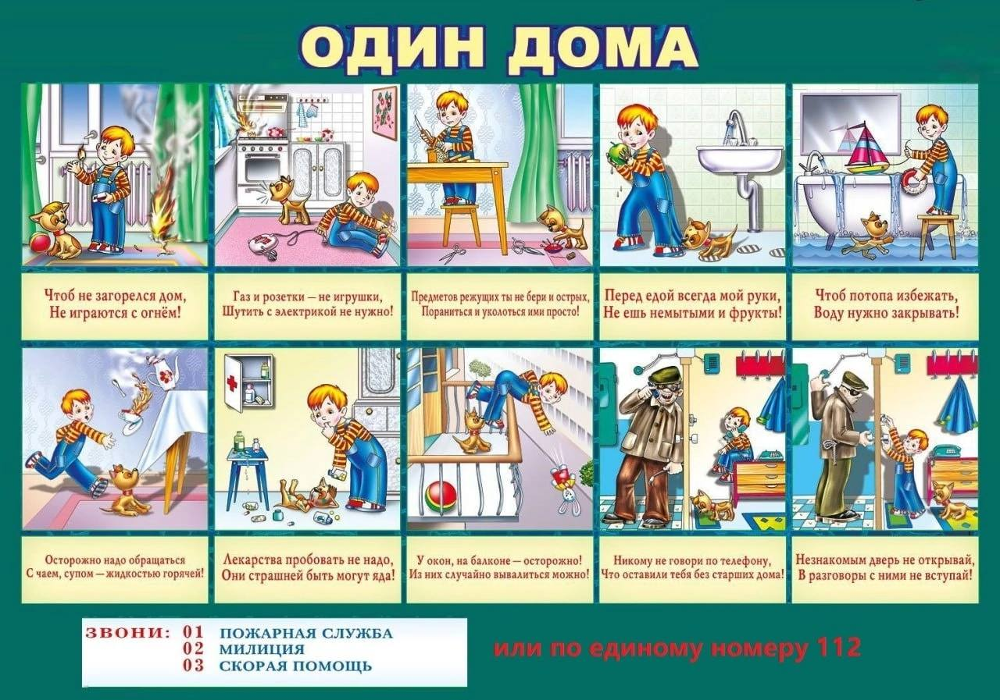 ОДИН ДОМА
Чтоб не загорелся дом,
Не играются с огнём!
Газ и розетки — не игрушки,
Шутить с электрикой не нужно!
Предметов режущих ты не бери и острых,
Пораниться и уколоться ими просто!
Перед едой всегда мой руки,
Не ешь немытыми и фрукты!
Чтоб потопа избежать,
Воду нужно закрывать!
Осторожно надо обращаться
С чаем, супом — жидкостью горячей!
Лекарства пробовать не надо,
Они страшней быть могут яда!
У окон, на балконе — осторожно!
Из них случайно вывалиться можно!
Никому не говори по телефону,
Что оставили тебя без старших дома!
Незнакомым дверь не открывай,
В разговоры с ними не вступай!
ЗВОНИ: 01 ПОЖАРНАЯ СЛУЖБА
02 МИЛИЦИЯ
03 СКОРАЯ ПОМОЩЬ
или по единому номеру 112